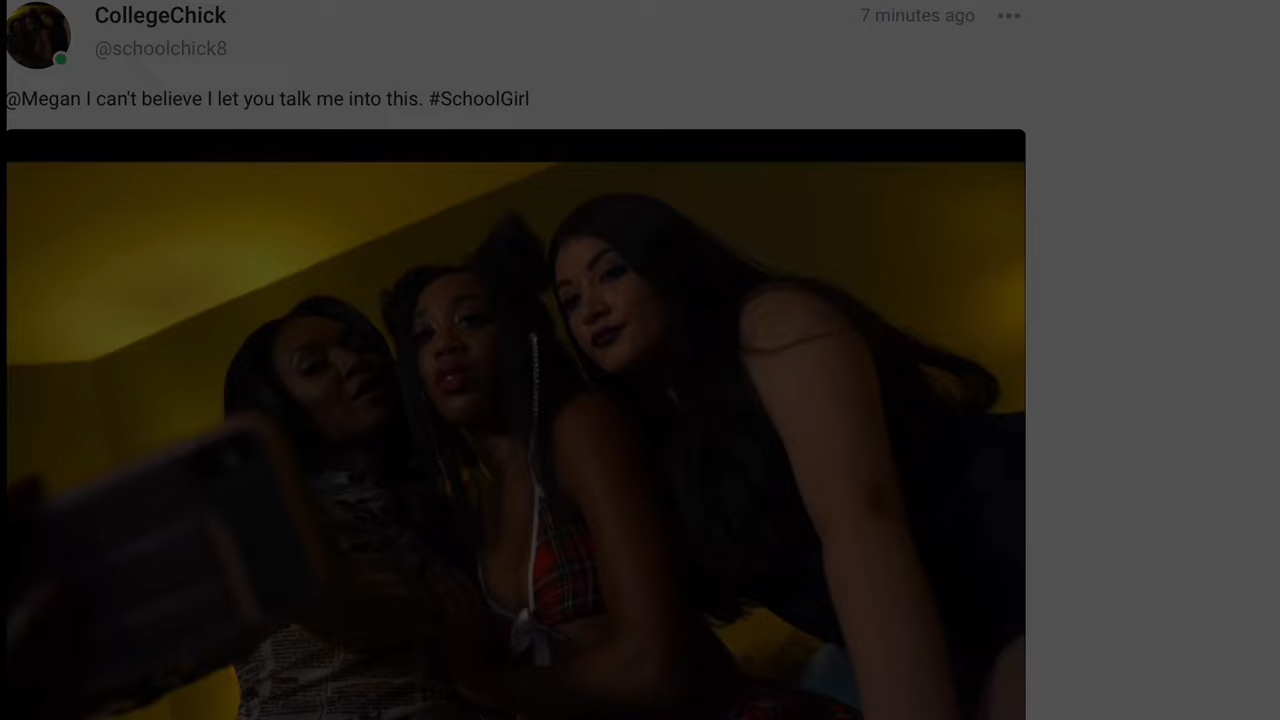 CollegeChick
7 minutes ago
@schoolchick8
@Megan I can't believe I let you talk me into this. #SchoolGirl